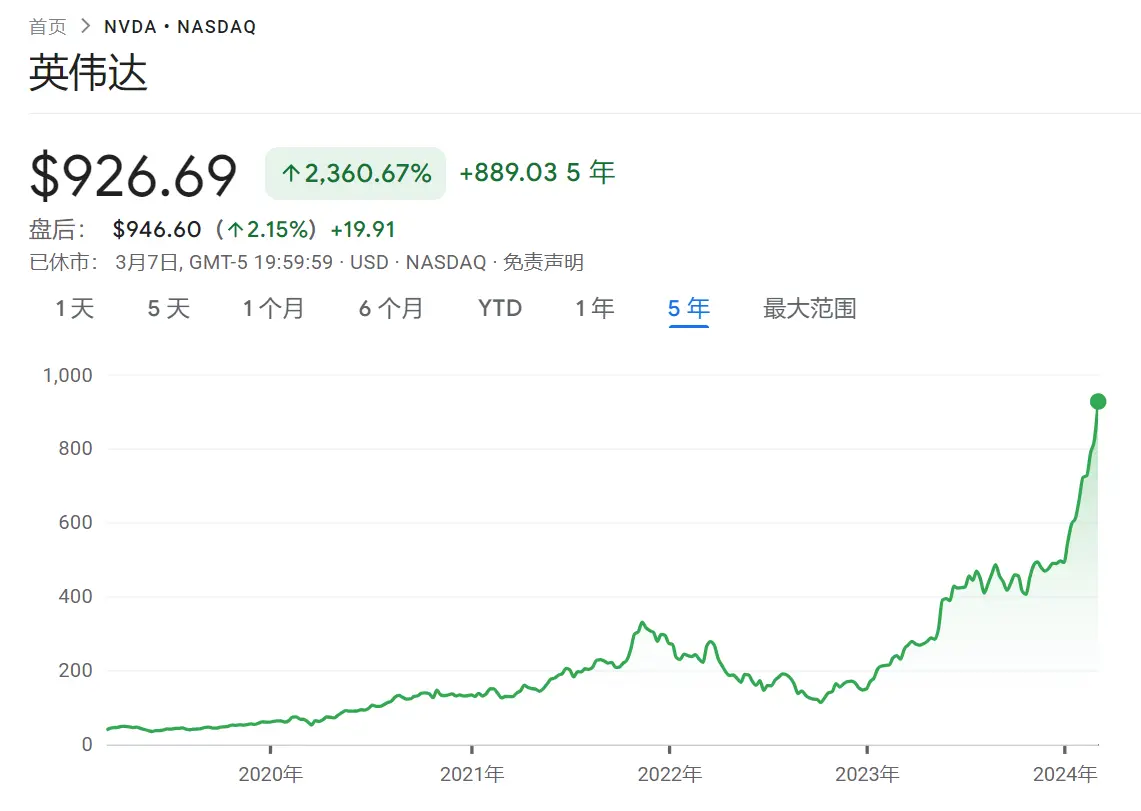 首页 > NVDA • NASDAQ
英伟达
$926.69 ↑2,360.67% +889.03 5 年
盘后: $946.60 (↑2.15%) +19.91
已休市: 3月7日, GMT-5 19:59:59 · USD · NASDAQ · 免责声明
1 天 5 天 1 个月 6 个月 YTD 1 年 5 年 最大范围
1,000
800
600
400
200
0
2020年 2021年 2022年 2023年 2024年